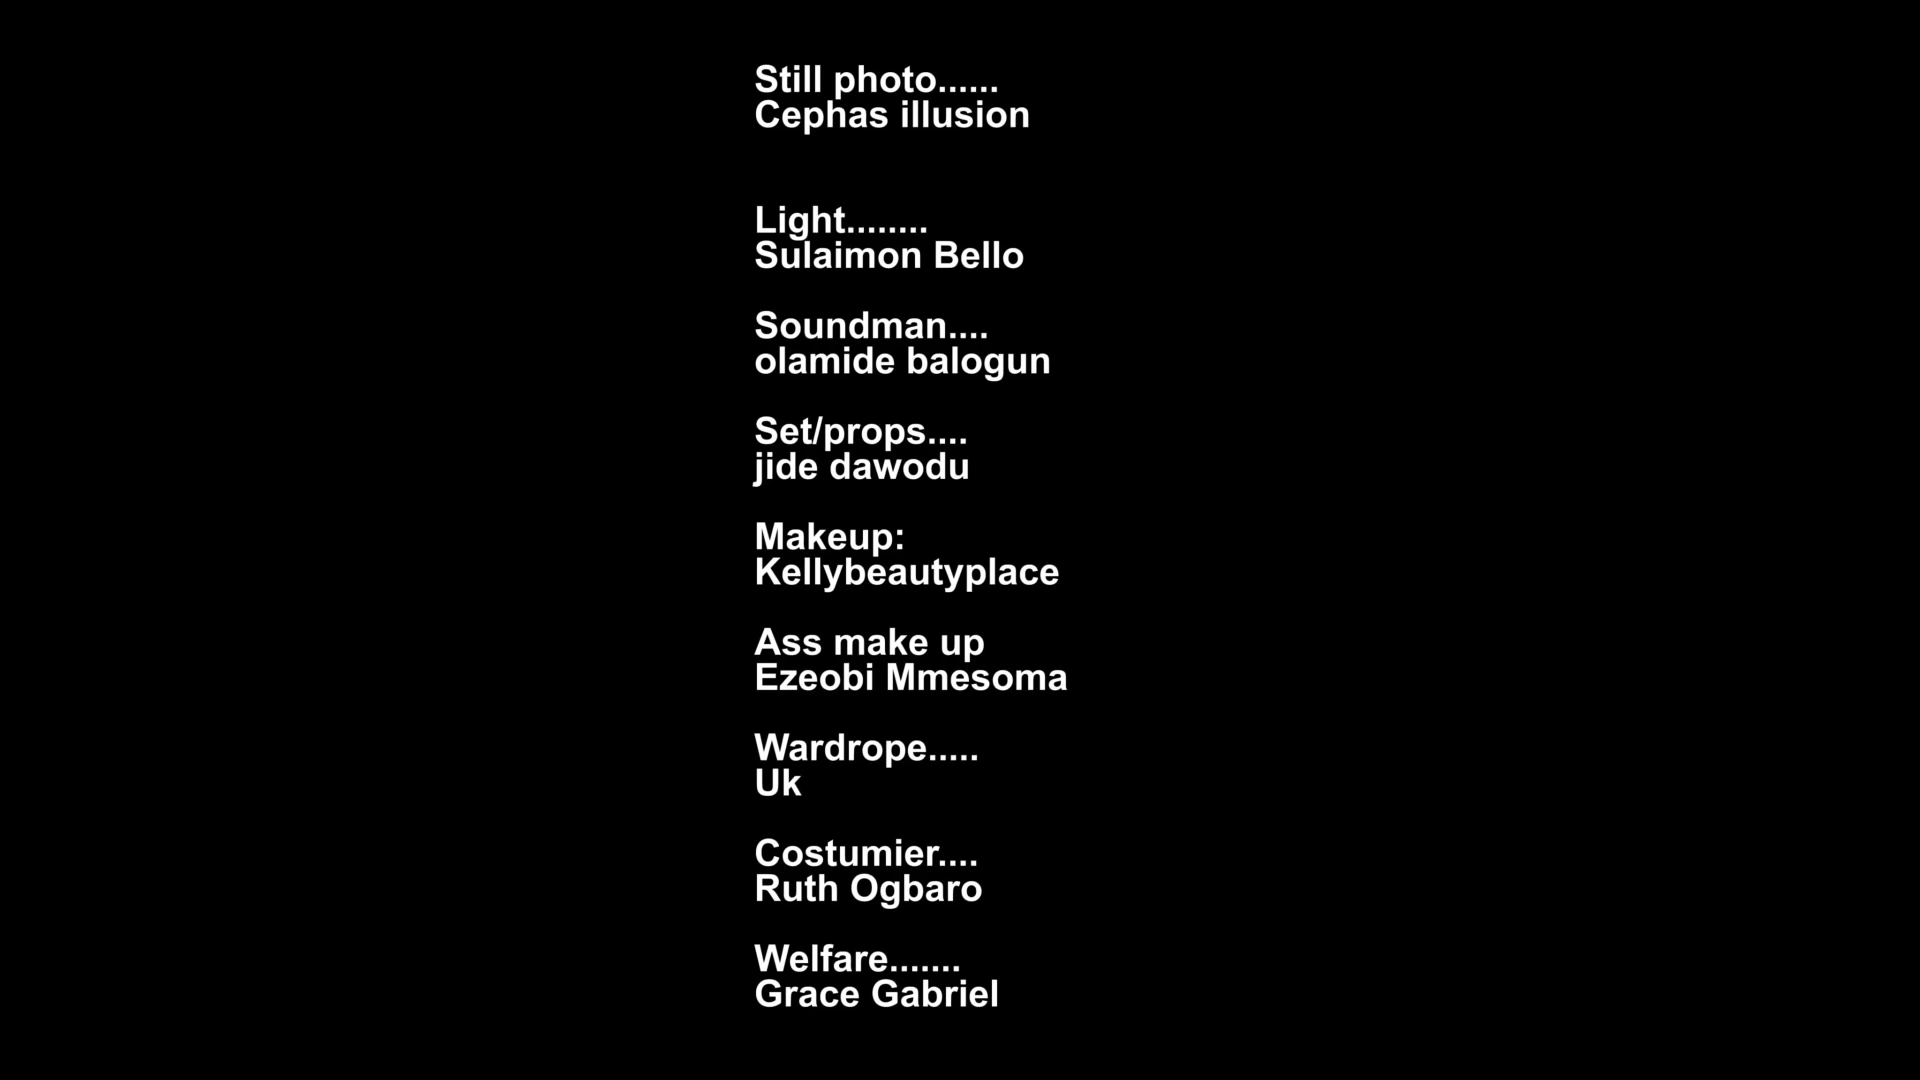 Still photo......
Cephas illusion
Light........
Sulaimon Bello
Soundman....
olamide balogun
Set/props....
jide dawodu
Makeup:
Kellybeautyplace
Ass make up
Ezeobi Mmesoma
Wardrope.....
Uk
Costumier....
Ruth Ogbaro
Welfare.......
Grace Gabriel